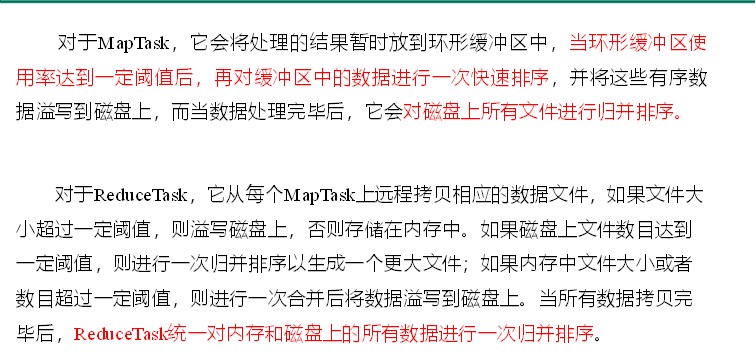 对于MapTask，它会将处理的结果暂时放到环形缓冲区中，当环形缓冲区使
用率达到一定阈值后，再对缓冲区中的数据进行一次快速排序，并将这些有序数
据溢写到磁盘上，而当数据处理完毕后，它会对磁盘上所有文件进行归并排序。
对于ReduceTask，它从每个MapTask上远程拷贝相应的数据文件，如果文件大
小超过一定阈值，则溢写磁盘上，否则存储在内存中。如果磁盘上文件数目达到
一定阈值，则进行一次归并排序以生成一个更大文件；如果内存中文件大小或者
数目超过一定阈值，则进行一次合并后将数据溢写到磁盘上。当所有数据拷贝完
毕后，ReduceTask统一对内存和磁盘上的所有数据进行一次归并排序。